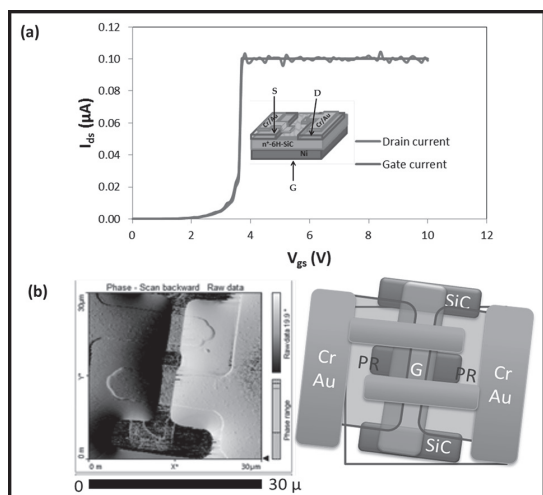 (a)
0.12
0.10
0.08
0.06
0.04
0.02
0.00
I_ds (µA)
0 2 4 6 8 10 12
V_gs (V)
S
D
Cr/Au
Cr/Au
n⁺-6H-SiC
Ni
G
Drain current
Gate current
(b)
Phase - Scan backward Raw data
30µm
Y*
0 m
0 m X* 30µm
Raw data 19.9°
Phase range
0 30 µ
SiC
Cr
Au
PR
G
PR
Cr
Au
SiC